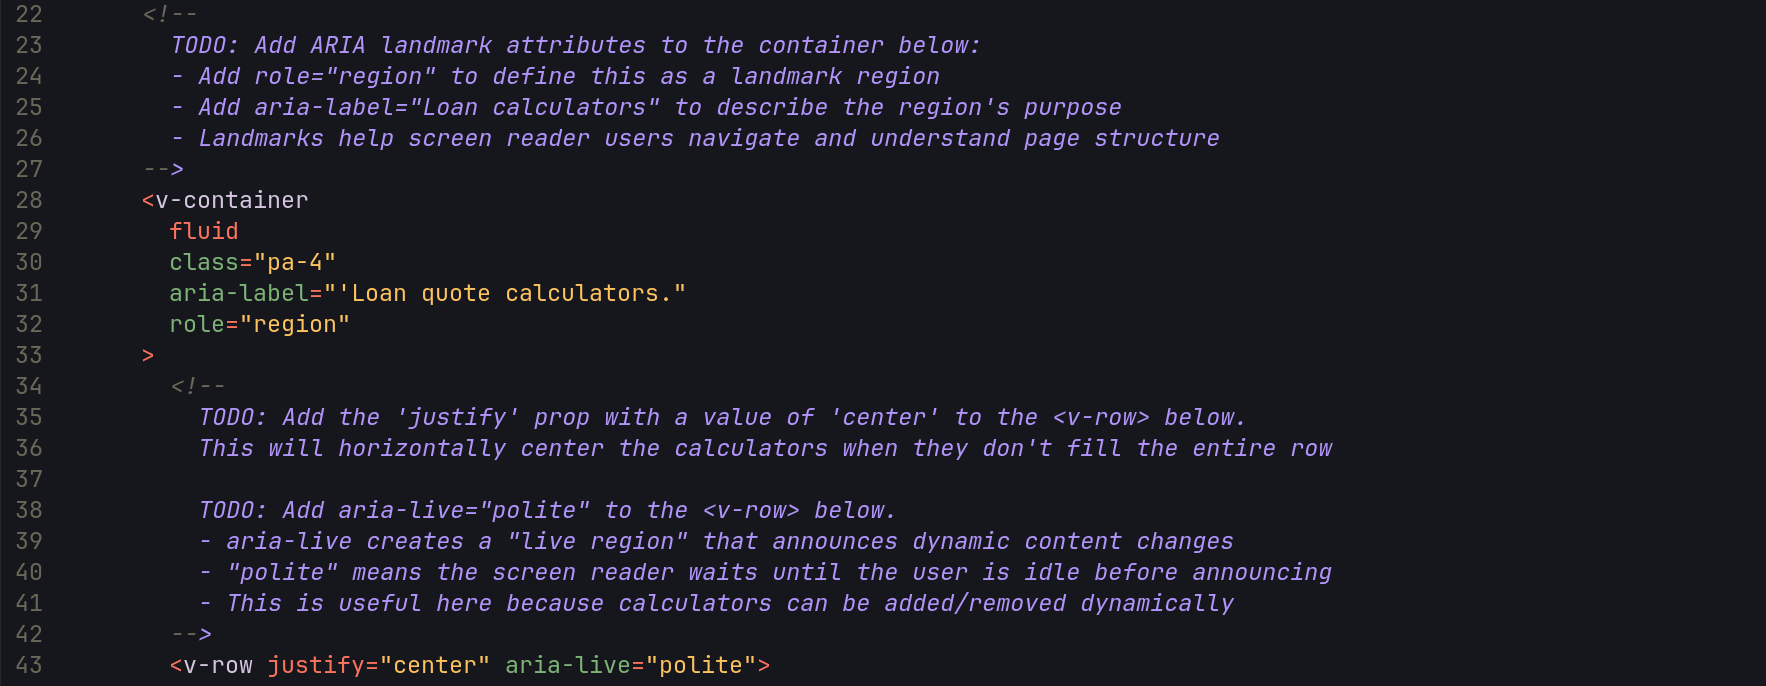 22 <!--
23 TODO: Add ARIA landmark attributes to the container below:
24 - Add role="region" to define this as a landmark region
25 - Add aria-label="Loan calculators" to describe the region's purpose
26 - Landmarks help screen reader users navigate and understand page structure
27 -->
28 <v-container
29 fluid
30 class="pa-4"
31 aria-label="'Loan quote calculators."
32 role="region"
33 >
34 <!--
35 TODO: Add the 'justify' prop with a value of 'center' to the <v-row> below.
36 This will horizontally center the calculators when they don't fill the entire row
37
38 TODO: Add aria-live="polite" to the <v-row> below.
39 - aria-live creates a "live region" that announces dynamic content changes
40 - "polite" means the screen reader waits until the user is idle before announcing
41 - This is useful here because calculators can be added/removed dynamically
42 -->
43 <v-row justify="center" aria-live="polite">